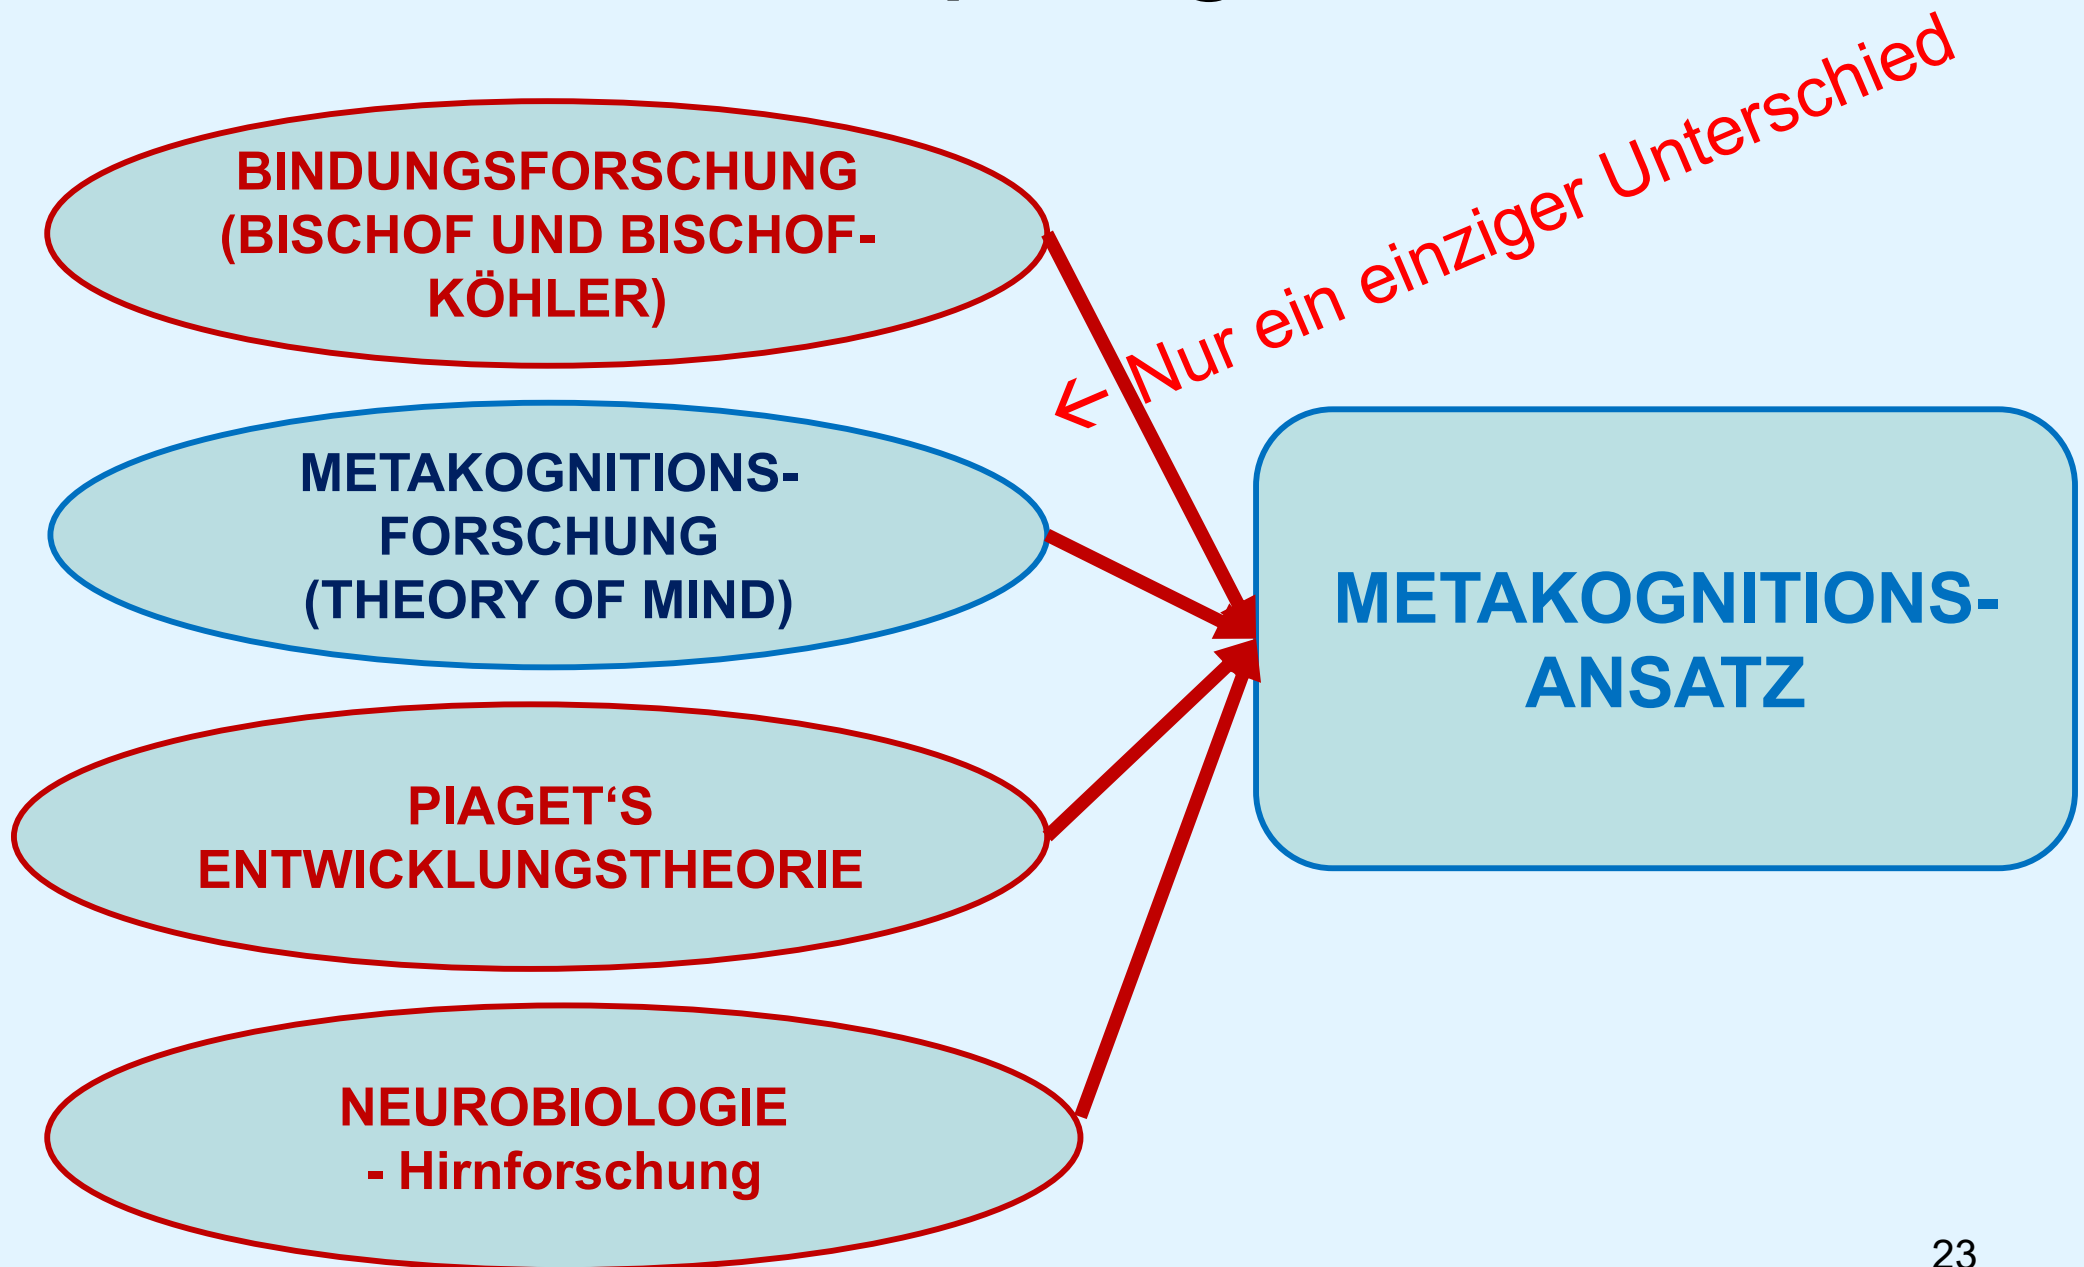 ← Nur ein einziger Unterschied
BINDUNGSFORSCHUNG
(BISCHOF UND BISCHOF-
KÖHLER)
METAKOGNITIONS-
FORSCHUNG
(THEORY OF MIND)
PIAGET‘S
ENTWICKLUNGSTHEORIE
NEUROBIOLOGIE
- Hirnforschung
METAKOGNITIONS-
ANSATZ
23